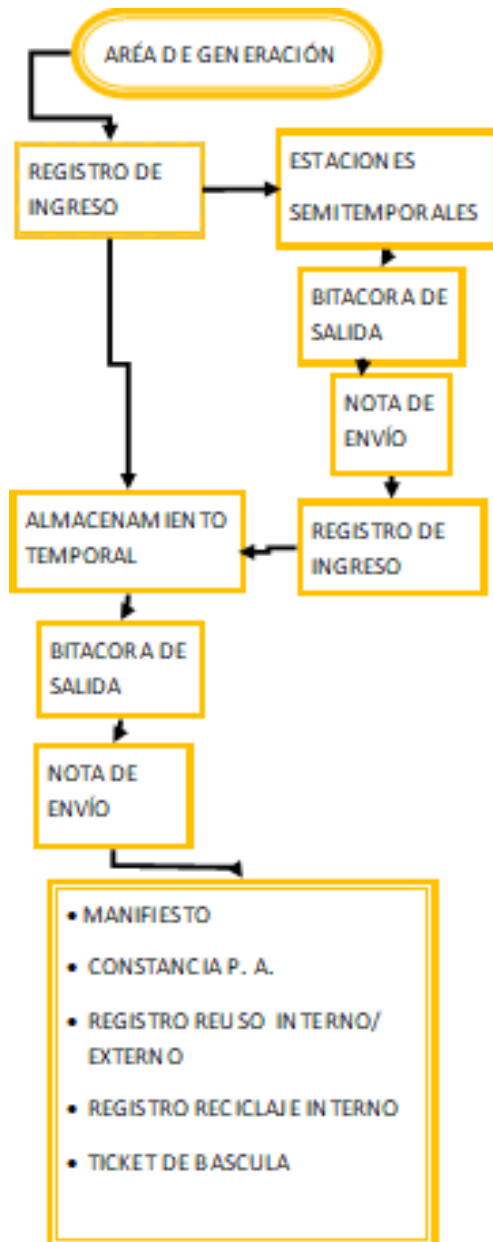 ARÉA DE GENERACIÓN
REGISTRO DE
INGRESO
ESTACIONES
SEMITEMPORALES
BITACORA DE
SALIDA
NOTA DE
ENVÍO
REGISTRO DE
INGRESO
ALMACENAMIENTO
TEMPORAL
BITACORA DE
SALIDA
NOTA DE
ENVÍO
• MANIFIESTO
• CONSTANCIA P. A.
• REGISTRO REUSO INTERNO/
EXTERNO
• REGISTRO RECICLAJE INTERNO
• TICKET DE BASCULA